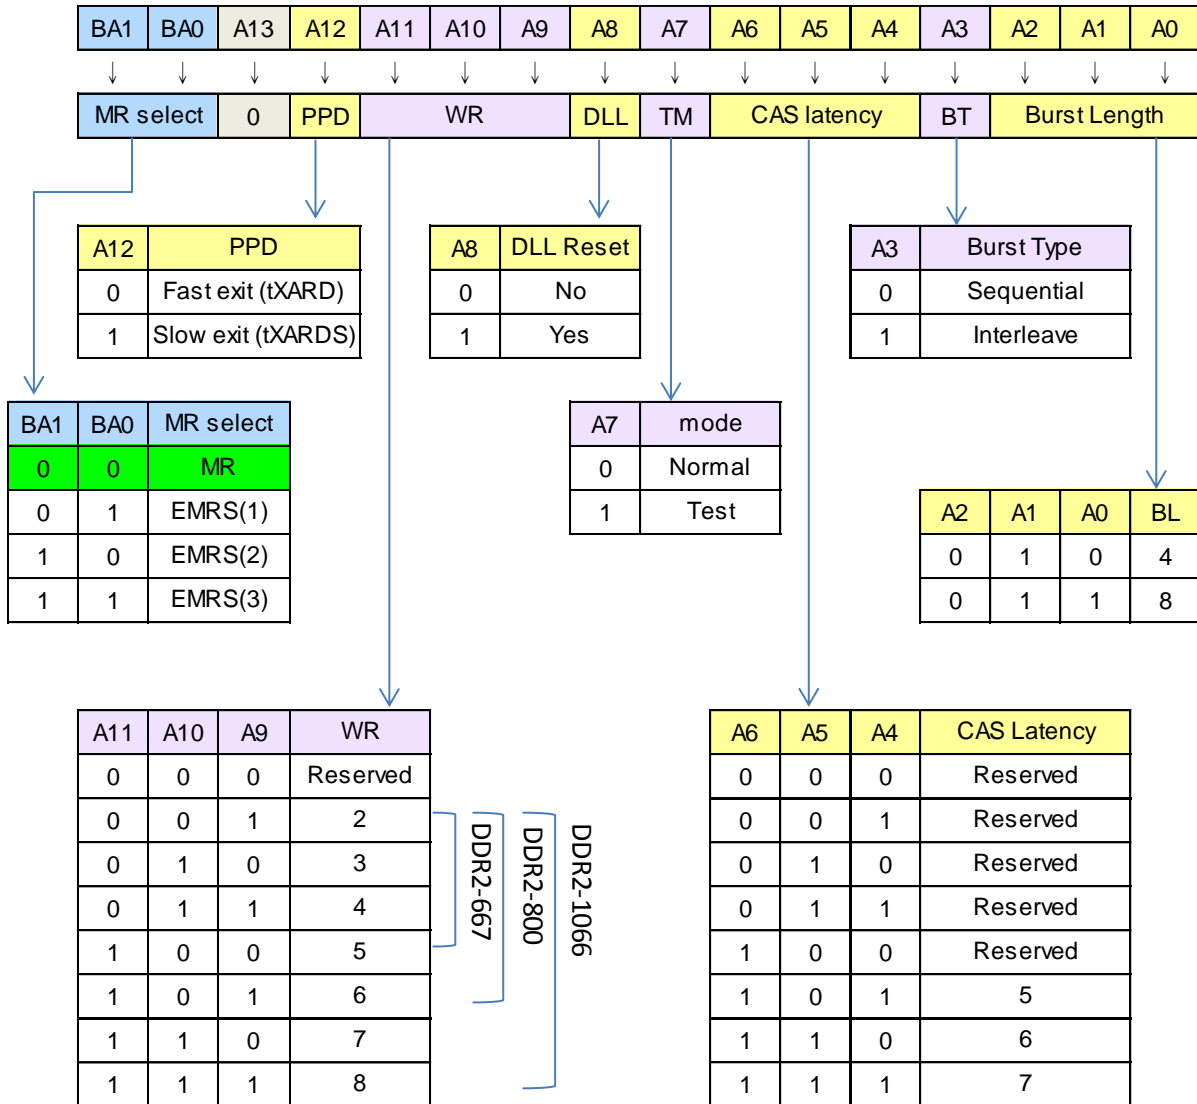 BA1 BA0 A13 A12 A11 A10 A9 A8 A7 A6 A5 A4 A3 A2 A1 A0
MR select 0 PPD WR DLL TM CAS latency BT Burst Length
A12 PPD
0 Fast exit (tXARD)
1 Slow exit (tXARDS)
A8 DLL Reset
0 No
1 Yes
A3 Burst Type
0 Sequential
1 Interleave
BA1 BA0 MR select
0 0 MR
0 1 EMRS(1)
1 0 EMRS(2)
1 1 EMRS(3)
A7 mode
0 Normal
1 Test
A2 A1 A0 BL
0 1 0 4
0 1 1 8
A11 A10 A9 WR
0 0 0 Reserved
0 0 1 2
0 1 0 3
0 1 1 4
1 0 0 5
1 0 1 6
1 1 0 7
1 1 1 8
DDR2-667
DDR2-800
DDR2-1066
A6 A5 A4 CAS Latency
0 0 0 Reserved
0 0 1 Reserved
0 1 0 Reserved
0 1 1 Reserved
1 0 0 Reserved
1 0 1 5
1 1 0 6
1 1 1 7